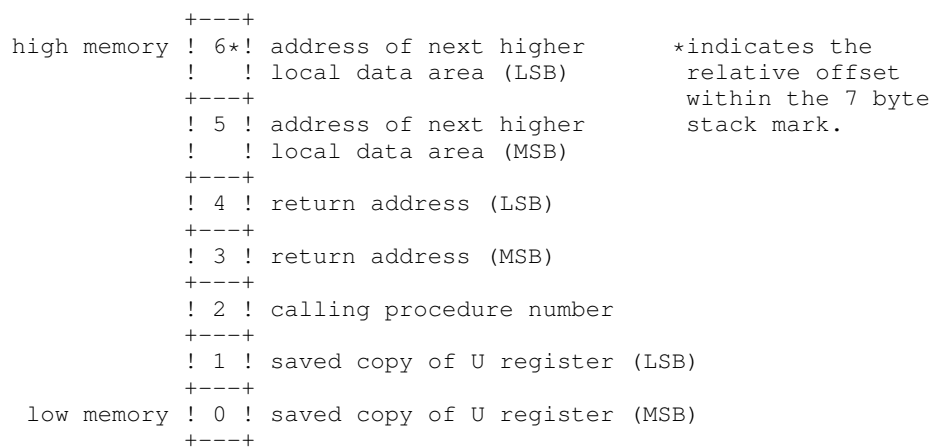 +---+
high memory ! 6*! address of next higher      *indicates the
            !   ! local data area (LSB)        relative offset
            +---+                              within the 7 byte
            ! 5 ! address of next higher       stack mark.
            !   ! local data area (MSB)
            +---+
            ! 4 ! return address (LSB)
            +---+
            ! 3 ! return address (MSB)
            +---+
            ! 2 ! calling procedure number
            +---+
            ! 1 ! saved copy of U register (LSB)
            +---+
 low memory ! 0 ! saved copy of U register (MSB)
            +---+